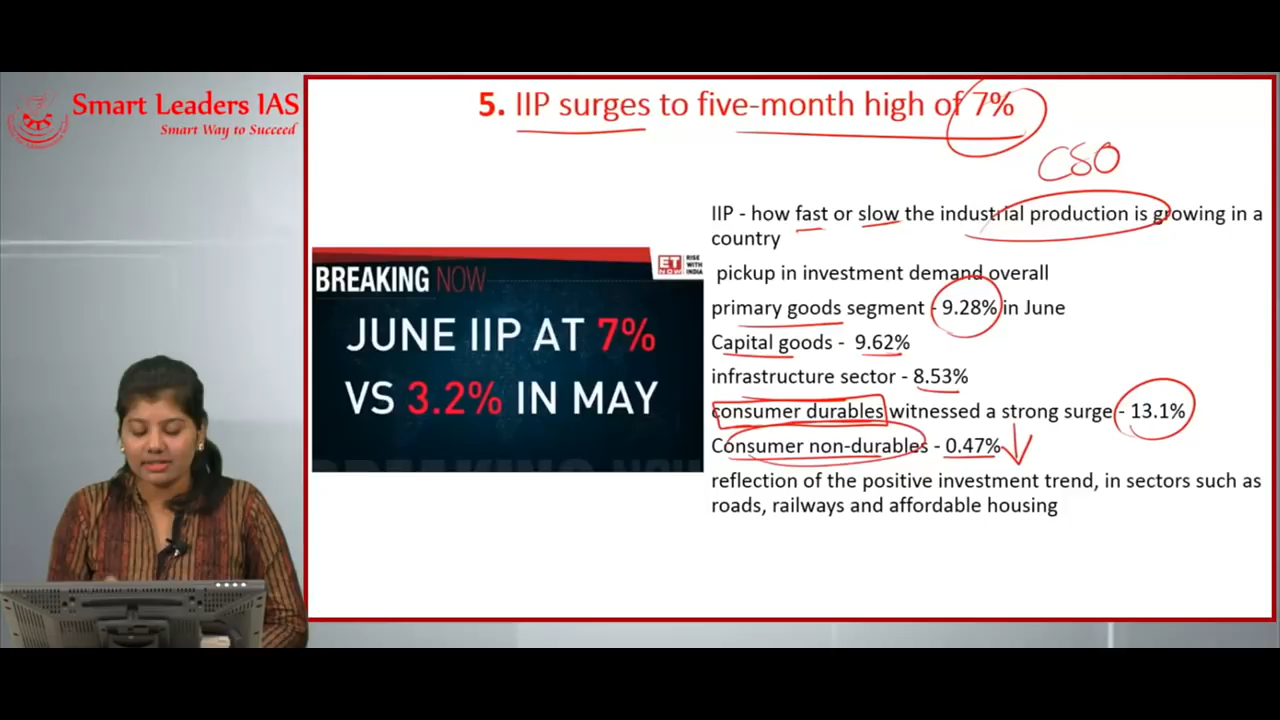 Smart Leaders IAS
Smart Way to Succeed
5. IIP surges to five-month high of 7%
CSO
IIP - how fast or slow the industrial production is growing in a
country
pickup in investment demand overall
primary goods segment - 9.28% in June
Capital goods - 9.62%
infrastructure sector - 8.53%
consumer durables witnessed a strong surge - 13.1%
Consumer non-durables - 0.47%
reflection of the positive investment trend, in sectors such as
roads, railways and affordable housing
ET NOW
RISE WITH INDIA
BREAKING NOW
JUNE IIP AT 7%
VS 3.2% IN MAY